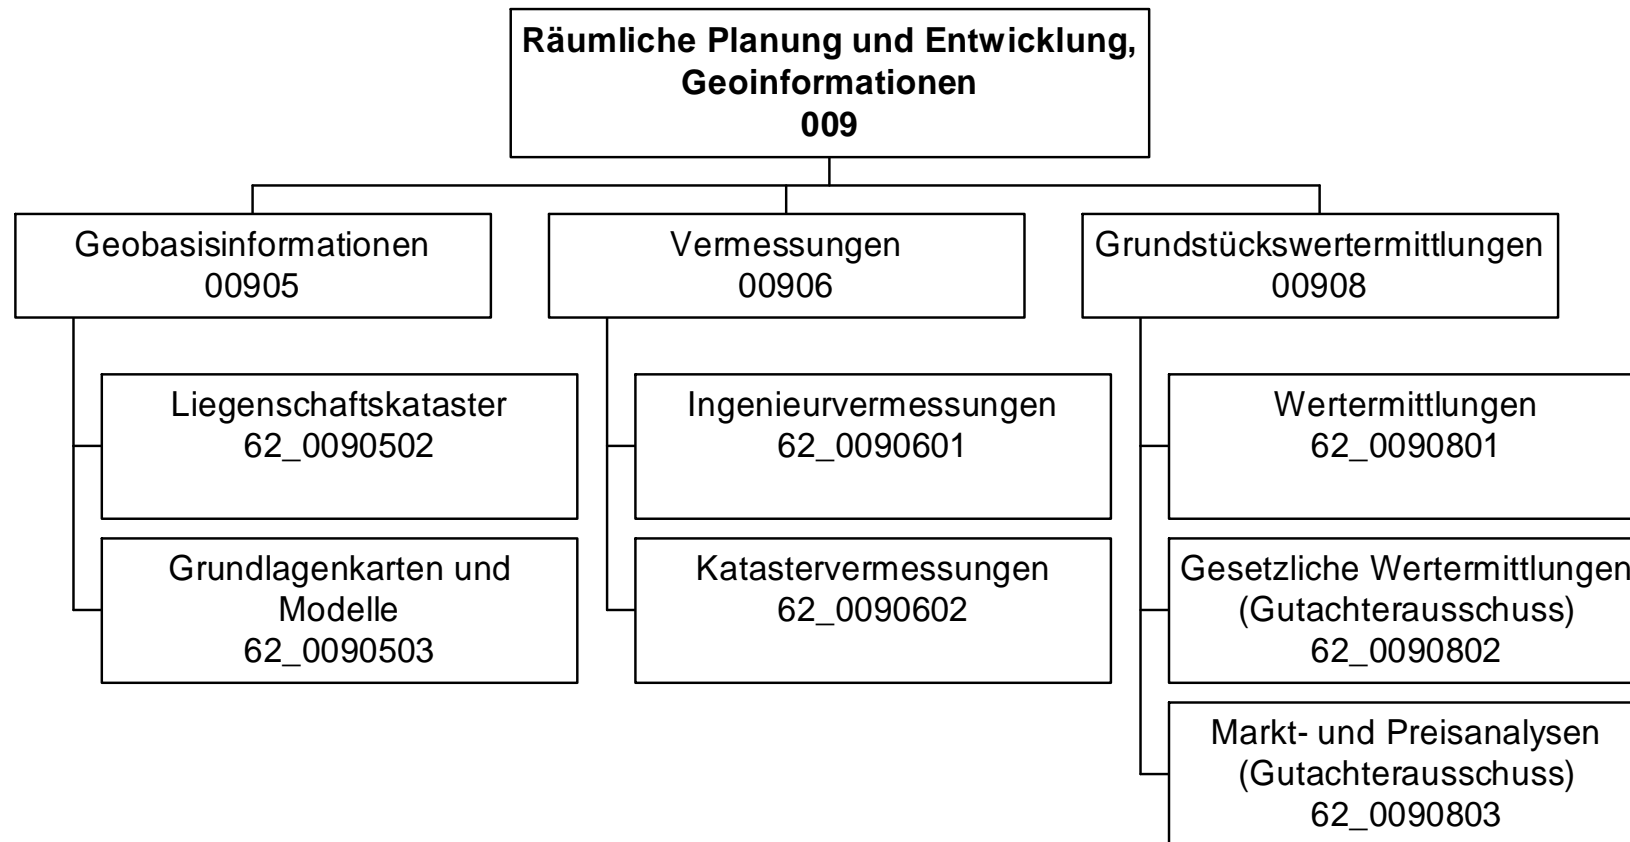 Räumliche Planung und Entwicklung,
Geoinformationen
009
Geobasisinformationen
00905
Vermessungen
00906
Grundstückswertermittlungen
00908
Liegenschaftskataster
62_0090502
Ingenieurvermessungen
62_0090601
Wertermittlungen
62_0090801
Grundlagenkarten und
Modelle
62_0090503
Katastervermessungen
62_0090602
Gesetzliche Wertermittlungen
(Gutachterausschuss)
62_0090802
Markt- und Preisanalysen
(Gutachterausschuss)
62_0090803